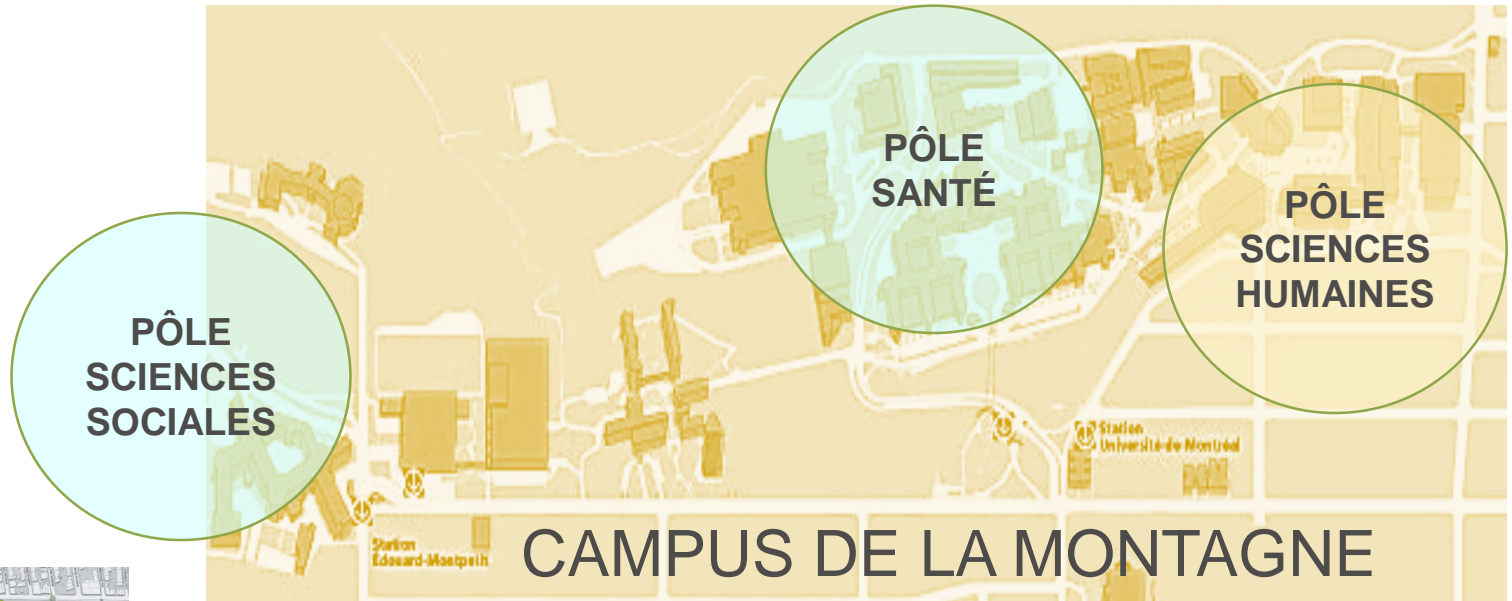 PÔLE
SANTÉ
PÔLE
SCIENCES
HUMAINES
PÔLE
SCIENCES
SOCIALES
Station
Université-de-Montréal
Station
Édouard-Montpetit
CAMPUS DE LA MONTAGNE